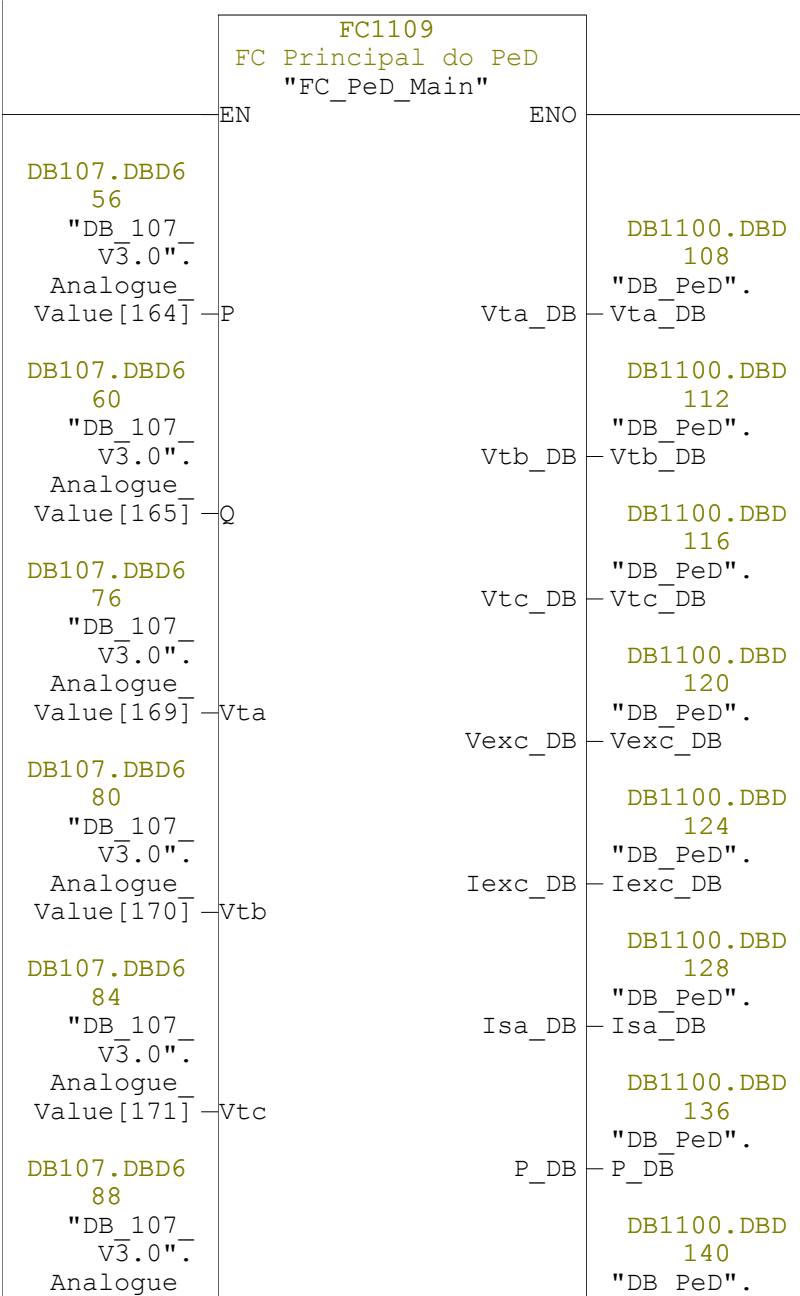 FC1109
FC Principal do PeD
"FC_PeD_Main"
EN
ENO
DB107.DBD6
56
"DB_107_
V3.0".
Analogue_
Value[164]
P
DB1100.DBD
108
"DB_PeD".
Vta_DB
Vta_DB
DB107.DBD6
60
"DB_107_
V3.0".
Analogue_
Value[165]
Q
DB1100.DBD
112
"DB_PeD".
Vtb_DB
Vtb_DB
DB107.DBD6
76
"DB_107_
V3.0".
Analogue_
Value[169]
Vta
DB1100.DBD
116
"DB_PeD".
Vtc_DB
Vtc_DB
DB1100.DBD
120
"DB_PeD".
Vexc_DB
Vexc_DB
DB107.DBD6
80
"DB_107_
V3.0".
Analogue_
Value[170]
Vtb
DB1100.DBD
124
"DB_PeD".
Iexc_DB
Iexc_DB
DB107.DBD6
84
"DB_107_
V3.0".
Analogue_
Value[171]
Vtc
DB1100.DBD
128
"DB_PeD".
Isa_DB
Isa_DB
DB1100.DBD
136
"DB_PeD".
P_DB
P_DB
DB107.DBD6
88
"DB_107_
V3.0".
Analogue
DB1100.DBD
140
"DB PeD".